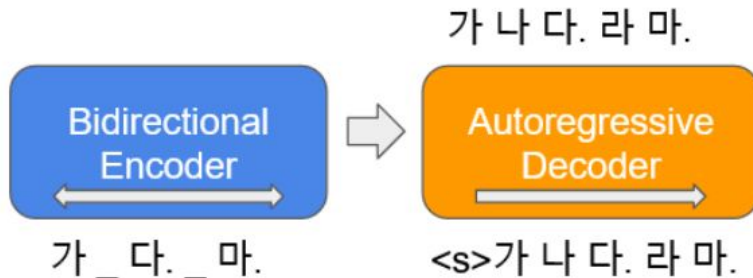 가 나 다. 라 마.
Bidirectional
Encoder
Autoregressive
Decoder
가 _ 다. _ 마.
<s>가 나 다. 라 마.